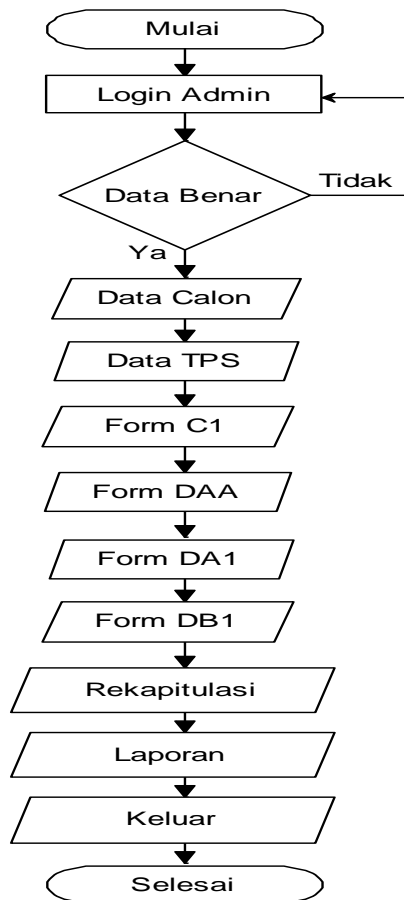 Mulai
Login Admin
Data Benar
Tidak
Ya
Data Calon
Data TPS
Form C1
Form DAA
Form DA1
Form DB1
Rekapitulasi
Laporan
Keluar
Selesai